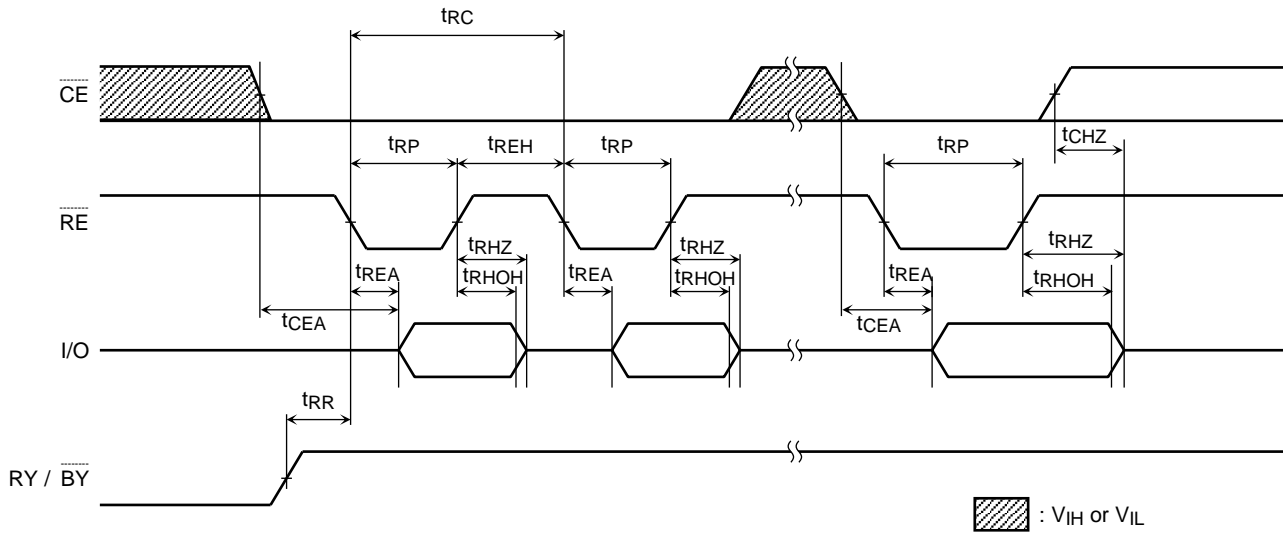 tRC
CE
tRP tREH tRP tRP tCHZ
RE
tRHZ tRHZ tRHZ
tREA tRHOH tREA tRHOH tREA tRHOH
tCEA tCEA
I/O
tRR
RY / BY
: VIH or VIL